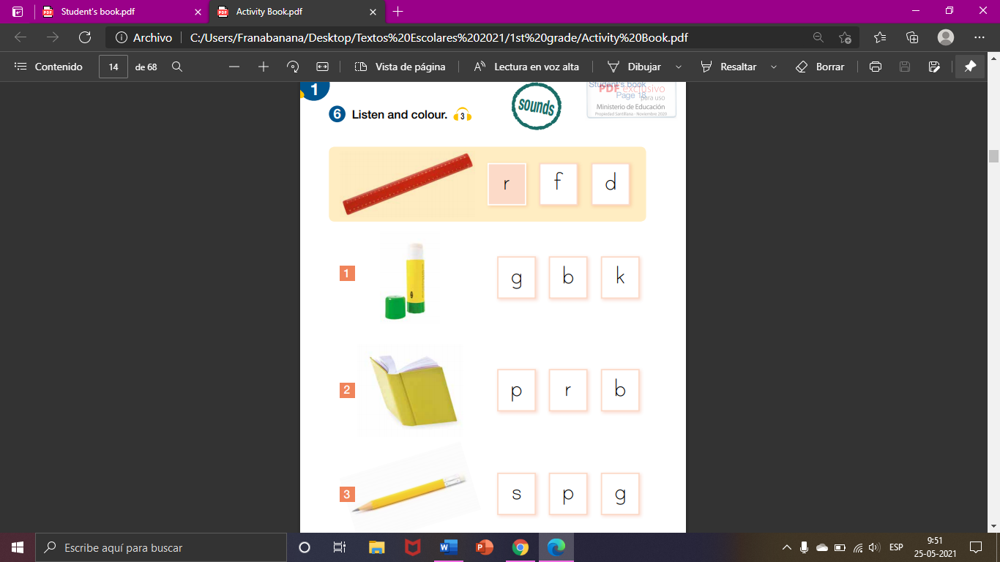 Student's book.pdf
Activity Book.pdf
Archivo
C:/Users/Franabanana/Desktop/Textos%20Escolares%202021/1st%20grade/Activity%20Book.pdf
Contenido
14
de 68
Vista de página
Lectura en voz alta
Dibujar
Resaltar
Borrar
1
Student's book
Page 13
PDF exclusivo
para uso
Ministerio de Educación
Propiedad Santillana - Noviembre 2020
sounds
6 Listen and colour. 3
r f d
1
g b k
2
p r b
3
s p g
Escribe aquí para buscar
ESP
9:51
25-05-2021